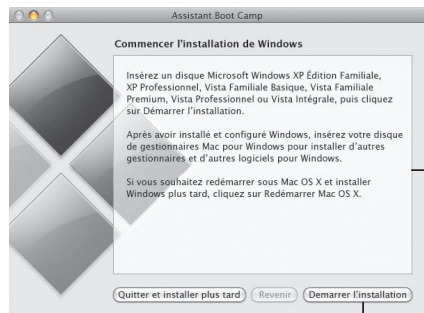 Assistant Boot Camp
Commencer l'installation de Windows
Insérez un disque Microsoft Windows XP Édition Familiale,
XP Professionnel, Vista Familiale Basique, Vista Familiale
Premium, Vista Professionnel ou Vista Intégrale, puis cliquez
sur Démarrer l'installation.
Après avoir installé et configuré Windows, insérez votre disque
de gestionnaires Mac pour Windows pour installer d'autres
gestionnaires et d'autres logiciels pour Windows.
Si vous souhaitez redémarrer sous Mac OS X et installer
Windows plus tard, cliquez sur Redémarrer Mac OS X.
Quitter et installer plus tard
Revenir
Demarrer l'installation